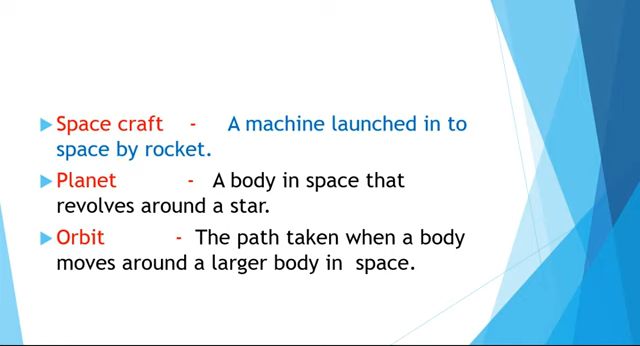 Space craft - A machine launched in to
space by rocket.
Planet - A body in space that
revolves around a star.
Orbit - The path taken when a body
moves around a larger body in space.